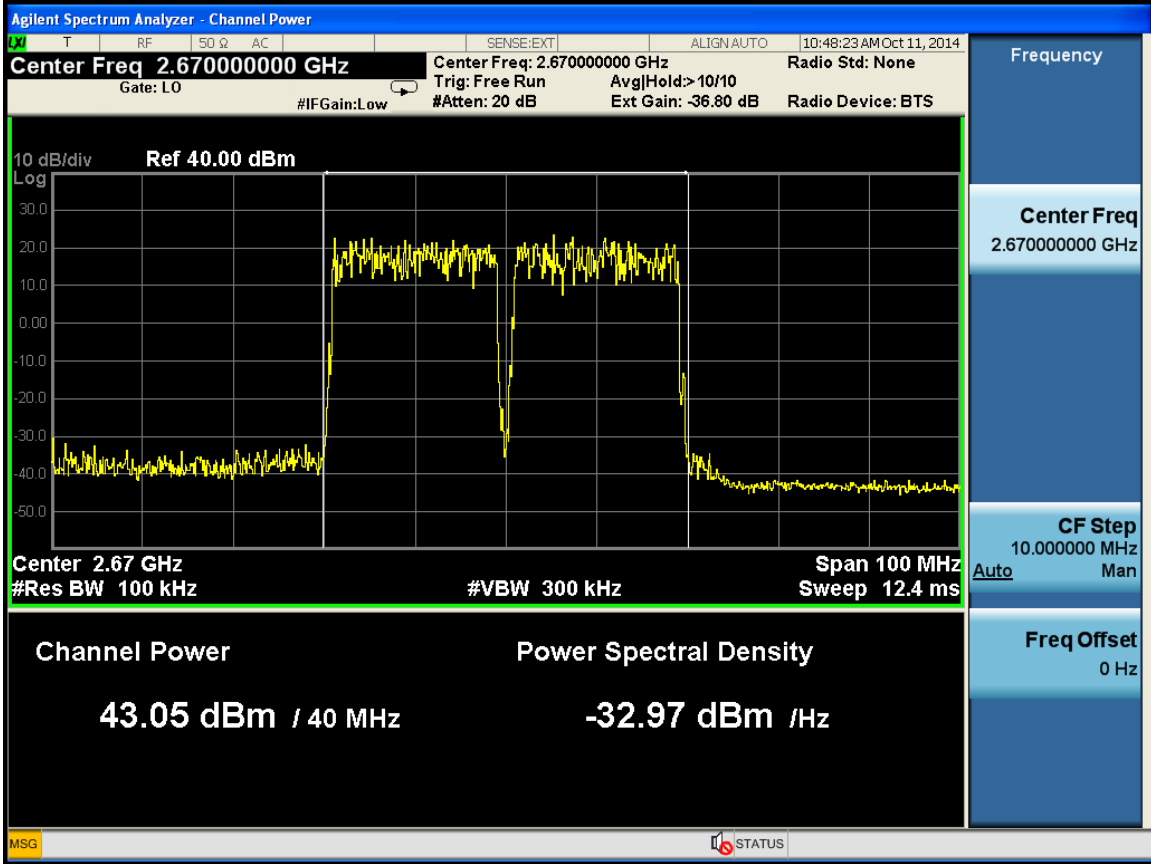 Agilent Spectrum Analyzer - Channel Power
LXI T RF 50 Ω AC SENSE:EXT ALIGN AUTO 10:48:23 AM Oct 11, 2014
Center Freq 2.670000000 GHz
Gate: LO
#IFGain:Low
Center Freq: 2.670000000 GHz
Trig: Free Run Avg|Hold:>10/10
#Atten: 20 dB Ext Gain: -36.80 dB
Radio Std: None
Radio Device: BTS
10 dB/div Ref 40.00 dBm
Log
30.0
20.0
10.0
0.00
-10.0
-20.0
-30.0
-40.0
-50.0
Center 2.67 GHz Span 100 MHz
#Res BW 100 kHz #VBW 300 kHz Sweep 12.4 ms
Channel Power Power Spectral Density
43.05 dBm / 40 MHz -32.97 dBm /Hz
Frequency
Center Freq
2.670000000 GHz
CF Step
10.000000 MHz
Auto Man
Freq Offset
0 Hz
MSG STATUS